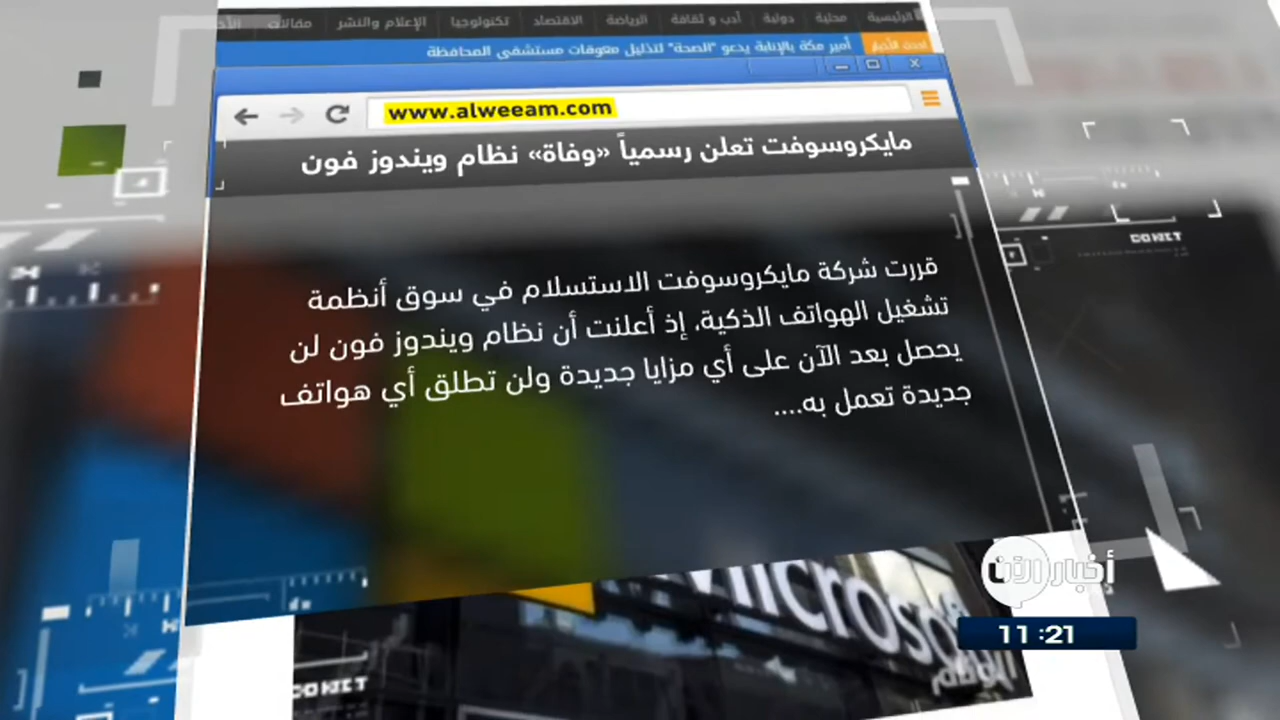 الرئيسية محلية دولية أدب و ثقافة الرياضة الاقتصاد تكنولوجيا الإعلام والنشر مقالات
أحدث الأخبار أمير مكة بالإنابة يدعو "الصحة" لتذليل معوقات مستشفى المحافظة
www.alweeam.com
مايكروسوفت تعلن رسمياً «وفاة» نظام ويندوز فون
قررت شركة مايكروسوفت الاستسلام في سوق أنظمة
تشغيل الهواتف الذكية، إذ أعلنت أن نظام ويندوز فون لن
يحصل بعد الآن على أي مزايا جديدة ولن تطلق أي هواتف
جديدة تعمل به....
Microsoft
أخبار الآن
11:21